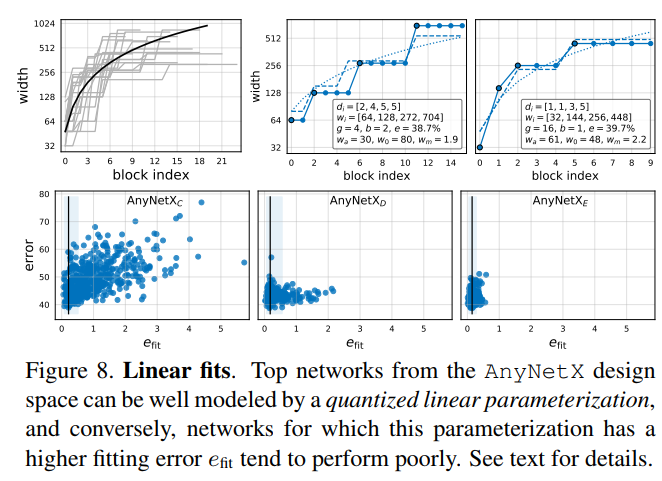 1024
512
256
128
64
32
width
0 3 6 9 12 15 18 21
block index
512
256
128
64
32
width
d_i = [2, 4, 5, 5]
w_i = [64, 128, 272, 704]
g = 4, b = 2, e = 38.7%
w_a = 30, w_0 = 80, w_m = 1.9
0 2 4 6 8 10 12 14
block index
d_i = [1, 1, 3, 5]
w_i = [32, 144, 256, 448]
g = 16, b = 1, e = 39.7%
w_a = 61, w_0 = 48, w_m = 2.2
0 1 2 3 4 5 6 7 8 9
block index
80
70
60
50
40
error
AnyNetX_C
0 1 2 3 4 5
e_fit
AnyNetX_D
0 1 2 3 4 5
e_fit
AnyNetX_E
0 1 2 3 4 5
e_fit
Figure 8. Linear fits. Top networks from the AnyNetX design
space can be well modeled by a quantized linear parameterization,
and conversely, networks for which this parameterization has a
higher fitting error e_fit tend to perform poorly. See text for details.